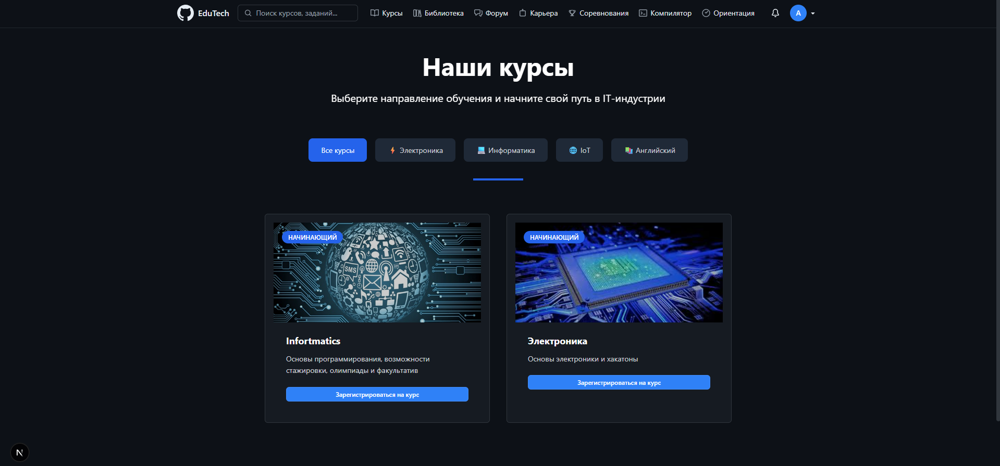 EduTech
Поиск курсов, заданий...
Курсы
Библиотека
Форум
Карьера
Соревнования
Компилятор
Ориентация
A
Наши курсы
Выберите направление обучения и начните свой путь в IT-индустрии
Все курсы
Электроника
Информатика
IoT
Английский
НАЧИНАЮЩИЙ
SMS
Infortmatics
Основы программирования, возможности
стажировки, олимпиады и факультатив
Зарегистрироваться на курс
НАЧИНАЮЩИЙ
Электроника
Основы электроники и хакатоны
Зарегистрироваться на курс
N